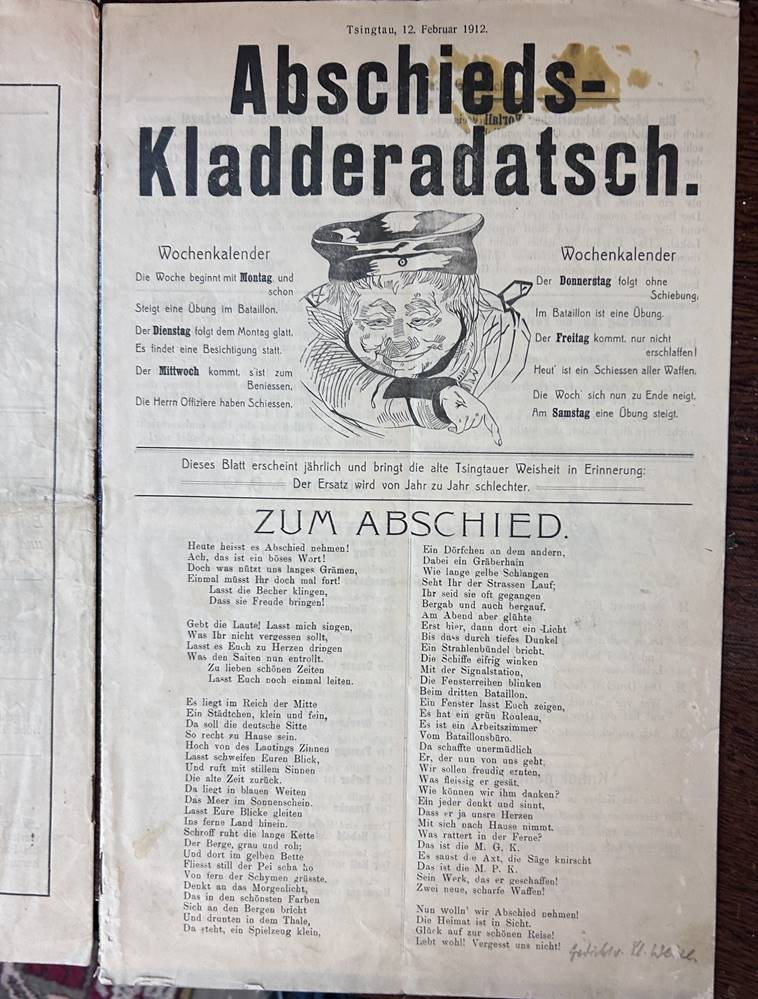 Tsingtau, 12. Februar 1912.
Abschieds-
Kladderadatsch.
Wochenkalender
Die Woche beginnt mit Montag, und
schon
Steigt eine Übung im Bataillon.
Der Dienstag folgt dem Montag glatt,
Es findet eine Besichtigung statt.
Der Mittwoch kommt, s'ist zum
Beniessen,
Die Herrn Offiziere haben Schiessen.
Wochenkalender
Der Donnerstag folgt ohne
Schiebung,
Im Bataillon ist eine Übung.
Der Freitag kommt, nur nicht
erschlaffen!
Heut' ist ein Schiessen aller Waffen.
Die Woch' sich nun zu Ende neigt,
Am Samstag eine Übung steigt.
Dieses Blatt erscheint jährlich und bringt die alte Tsingtauer Weisheit in Erinnerung:
Der Ersatz wird von Jahr zu Jahr schlechter.
ZUM ABSCHIED.
Heute heisst es Abschied nehmen!
Ach, das ist ein böses Wort!
Doch was nützt uns langes Grämen,
Einmal müsst Ihr doch mal fort!
Lasst die Becher klingen,
Dass sie Freude bringen!
Gebt die Laute! Lasst mich singen,
Was Ihr nicht vergessen sollt,
Lasst es Euch zu Herzen dringen
Was den Saiten nun entrollt.
Zu lieben schönen Zeiten
Lasst Euch noch einmal leiten.
Es liegt im Reich der Mitte
Ein Städtchen, klein und fein,
Da soll die deutsche Sitte
So recht zu Hause sein.
Hoch von des Lautings Zinnen
Lasst schweifen Euren Blick,
Und ruft mit stillem Sinnen
Die alte Zeit zurück.
Da liegt in blauen Weiten
Das Meer im Sonnenschein.
Lasst Eure Blicke gleiten
Ins ferne Land hinein.
Schroff ruht die lange Kette
Der Berge, grau und roh;
Und dort im gelben Bette
Fliesst still der Pei scha ho
Von fern der Schymen grüsste.
Denkt an das Morgenlicht,
Das in den schönsten Farben
Sich an den Bergen bricht
Und drunten in dem Thale,
Da steht, ein Spielzeug klein,
Ein Dörfchen an dem andern,
Dabei ein Gräberhain
Wie lange gelbe Schlangen
Seht Ihr der Strassen Lauf;
Ihr seid sie oft gegangen
Bergab und auch bergauf.
Am Abend aber glühte
Erst hier, dann dort ein Licht
Bis dass durch tiefes Dunkel
Ein Strahlenbündel bricht.
Die Schiffe eifrig winken
Mit der Signalstation,
Die Fensterreihen blinken
Beim dritten Bataillon.
Ein Fenster lasst Euch zeigen,
Es hat ein grün Rouleau,
Es ist ein Arbeitszimmer
Vom Bataillonsbüro.
Da schaffte unermüdlich
Er, der nun von uns geht,
Wir sollen freudig ernten,
Was fleissig er gesät.
Wie können wir ihm danken?
Ein jeder denkt und sinnt,
Dass er ja unsre Herzen
Mit sich nach Hause nimmt.
Was rattert in der Ferne?
Das ist die M. G. K.
Es saust die Axt, die Säge knirscht
Das ist die M. P. K.
Sein Werk, das er geschaffen!
Zwei neue, scharfe Waffen!
Nun wolln' wir Abschied nehmen!
Die Heimat ist in Sicht.
Glück auf zur schönen Reise!
Lebt wohl! Vergesst uns nicht!